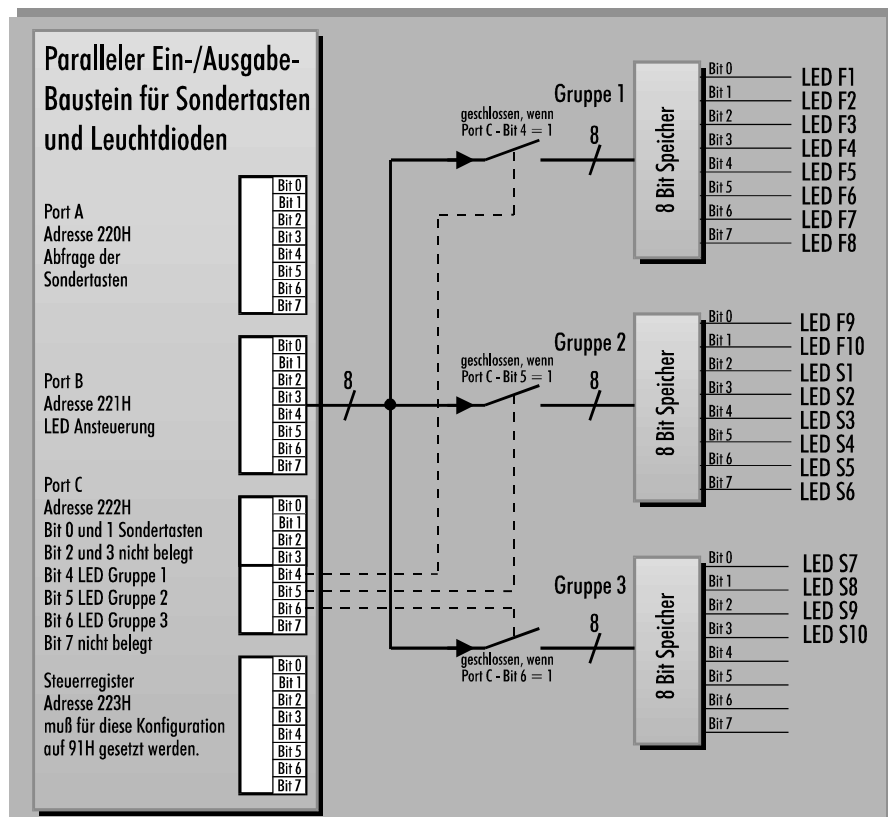 Paralleler Ein-/Ausgabe-
Baustein für Sondertasten
und Leuchtdioden
Port A
Adresse 220H
Abfrage der
Sondertasten
Bit 0
Bit 1
Bit 2
Bit 3
Bit 4
Bit 5
Bit 6
Bit 7
Port B
Adresse 221H
LED Ansteuerung
Bit 0
Bit 1
Bit 2
Bit 3
Bit 4
Bit 5
Bit 6
Bit 7
8
Port C
Adresse 222H
Bit 0 und 1 Sondertasten
Bit 2 und 3 nicht belegt
Bit 4 LED Gruppe 1
Bit 5 LED Gruppe 2
Bit 6 LED Gruppe 3
Bit 7 nicht belegt
Bit 0
Bit 1
Bit 2
Bit 3
Bit 4
Bit 5
Bit 6
Bit 7
Steuerregister
Adresse 223H
muß für diese Konfiguration
auf 91H gesetzt werden.
Bit 0
Bit 1
Bit 2
Bit 3
Bit 4
Bit 5
Bit 6
Bit 7
Gruppe 1
geschlossen, wenn
Port C - Bit 4 = 1
8
8 Bit Speicher
Bit 0 LED F1
Bit 1 LED F2
Bit 2 LED F3
Bit 3 LED F4
Bit 4 LED F5
Bit 5 LED F6
Bit 6 LED F7
Bit 7 LED F8
Gruppe 2
geschlossen, wenn
Port C - Bit 5 = 1
8
8 Bit Speicher
Bit 0 LED F9
Bit 1 LED F10
Bit 2 LED S1
Bit 3 LED S2
Bit 4 LED S3
Bit 5 LED S4
Bit 6 LED S5
Bit 7 LED S6
Gruppe 3
8
geschlossen, wenn
Port C - Bit 6 = 1
8 Bit Speicher
Bit 0 LED S7
Bit 1 LED S8
Bit 2 LED S9
Bit 3 LED S10
Bit 4
Bit 5
Bit 6
Bit 7